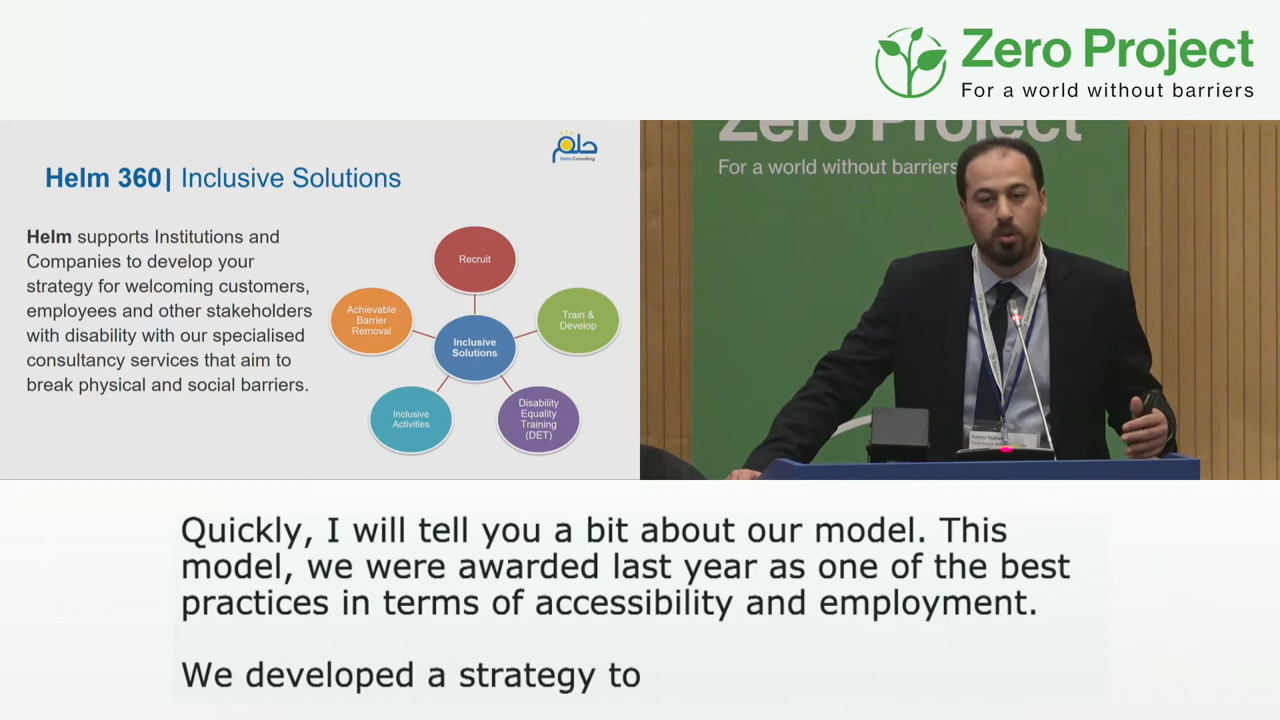 Zero Project
For a world without barriers
حلم
Helm Consulting
Helm 360| Inclusive Solutions
Helm supports Institutions and
Companies to develop your
strategy for welcoming customers,
employees and other stakeholders
with disability with our specialised
consultancy services that aim to
break physical and social barriers.
Recruit
Achievable
Barrier
Removal
Train &
Develop
Inclusive
Solutions
Inclusive
Activities
Disability
Equality
Training
(DET)
Zero Project
For a world without barriers
Quickly, I will tell you a bit about our model. This
model, we were awarded last year as one of the best
practices in terms of accessibility and employment.
We developed a strategy to